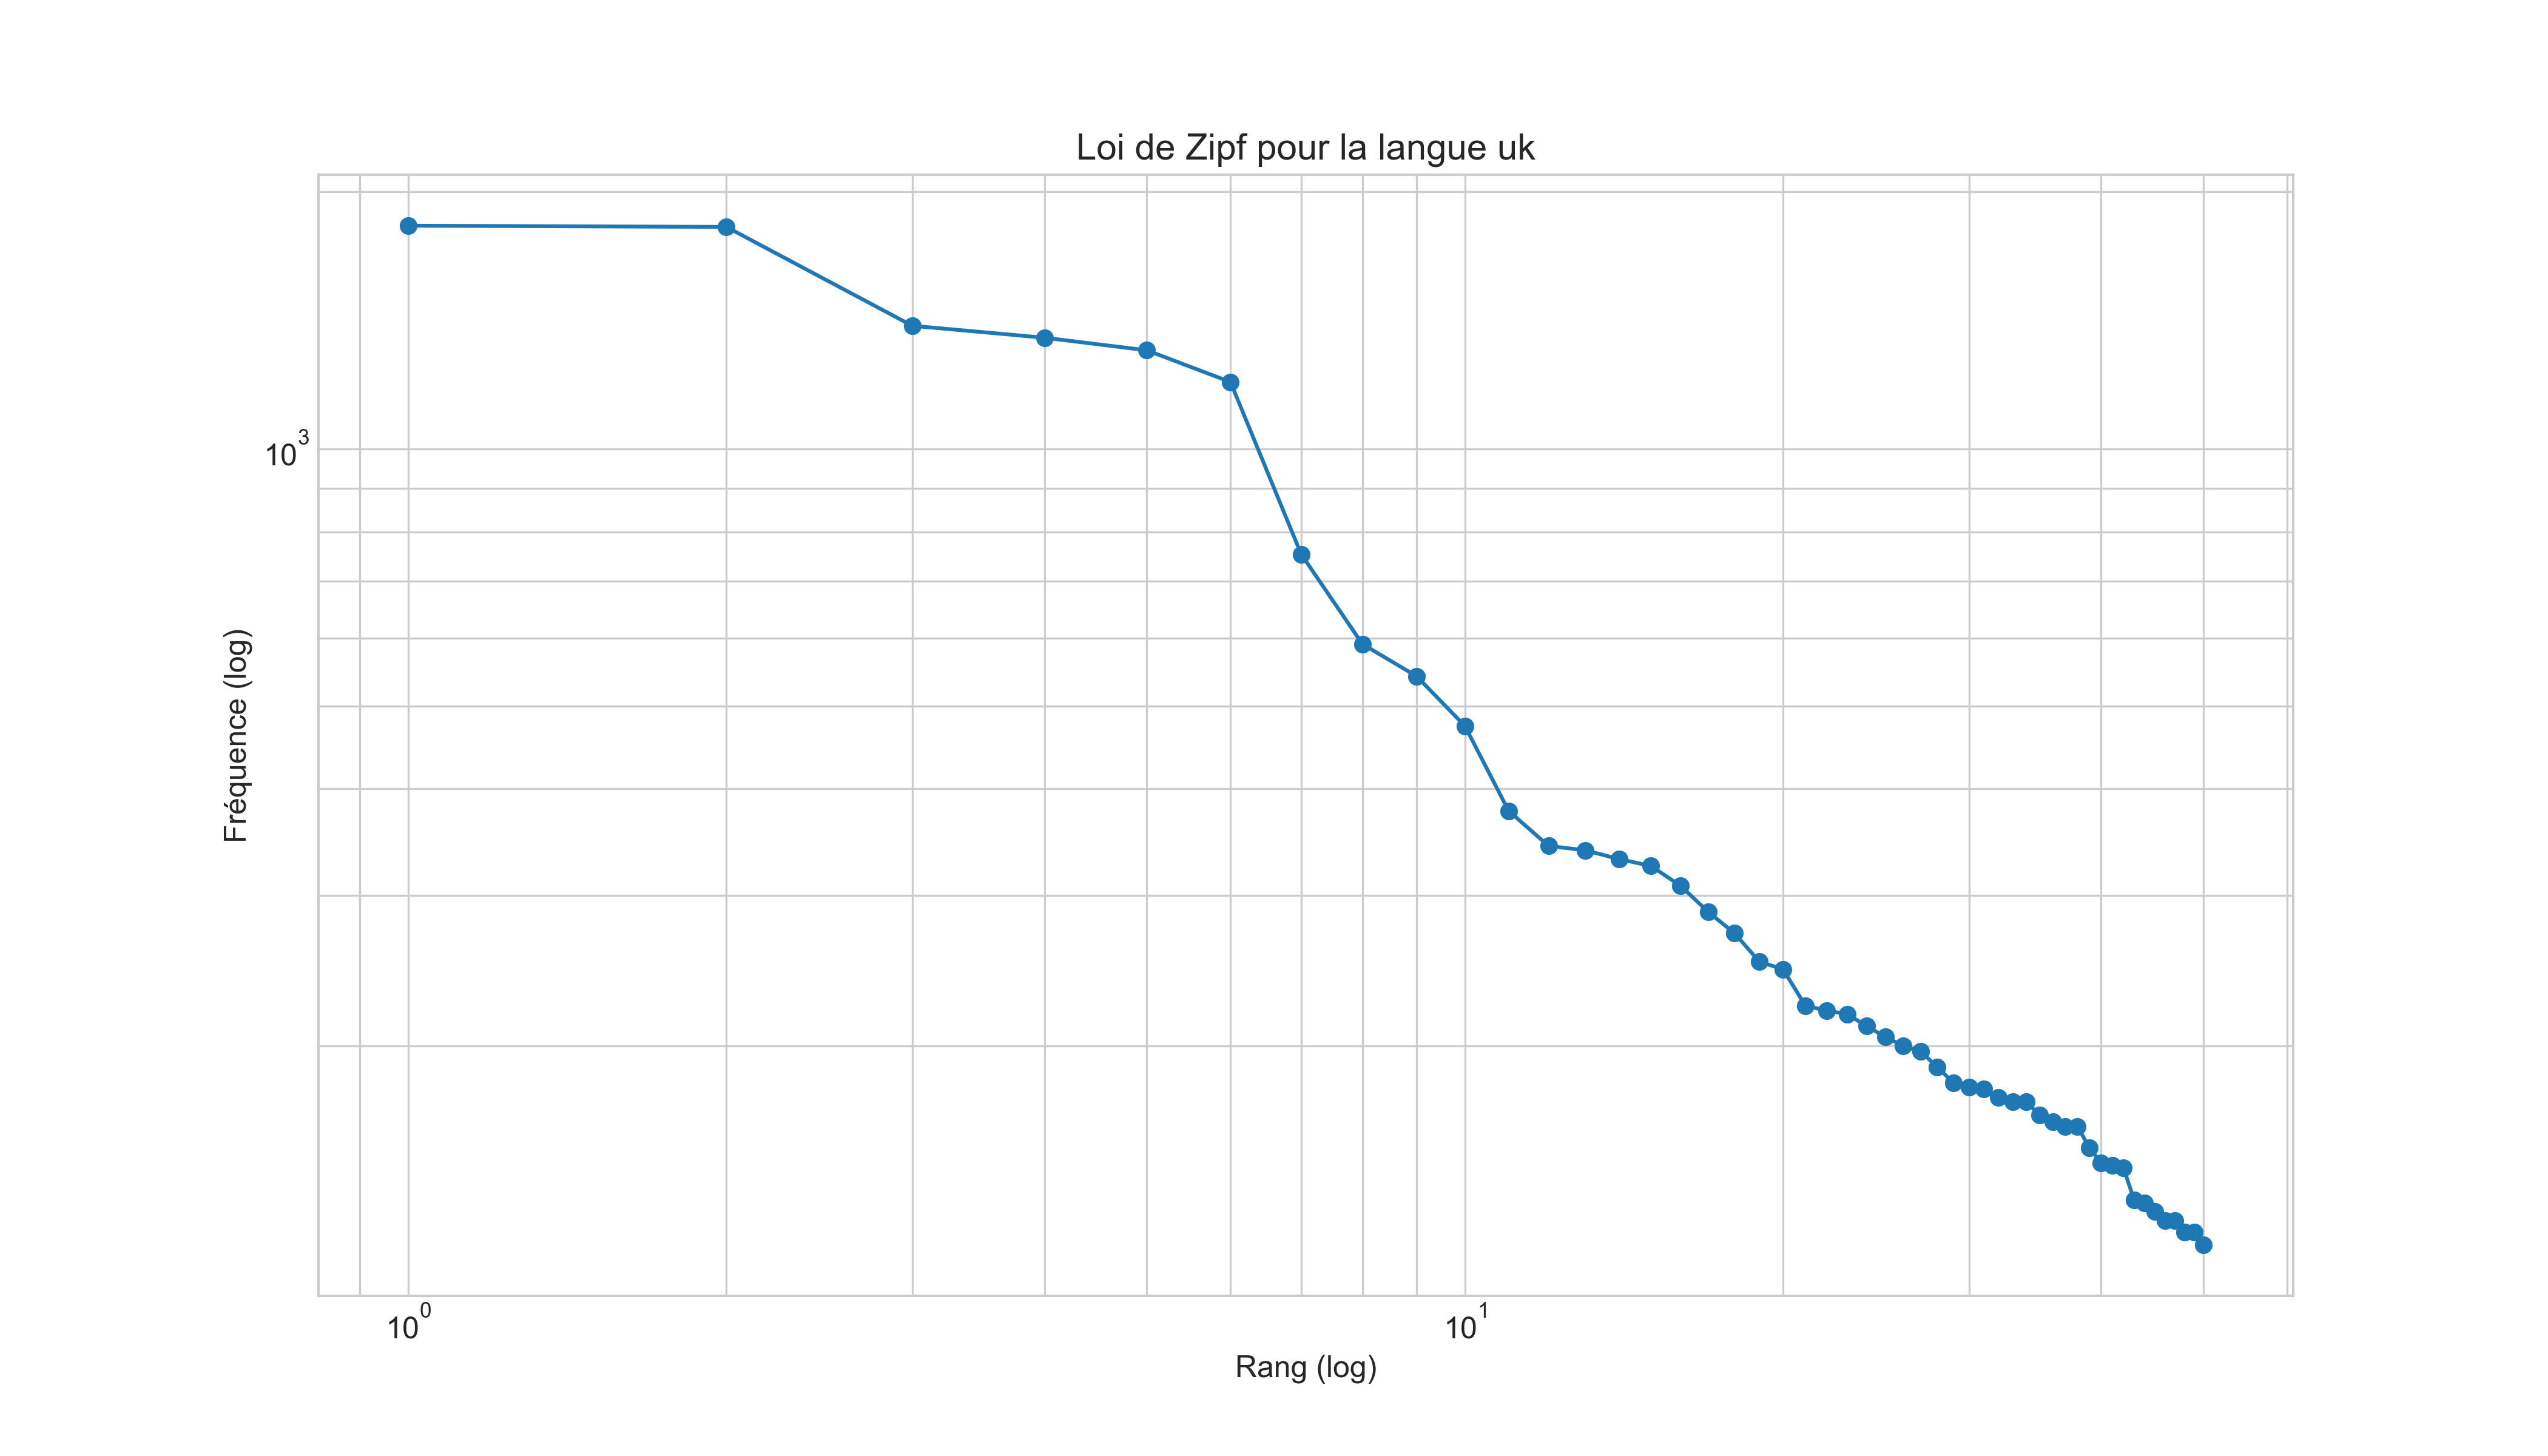 Loi de Zipf pour la langue uk
10³
Fréquence (log)
10⁰
10¹
Rang (log)